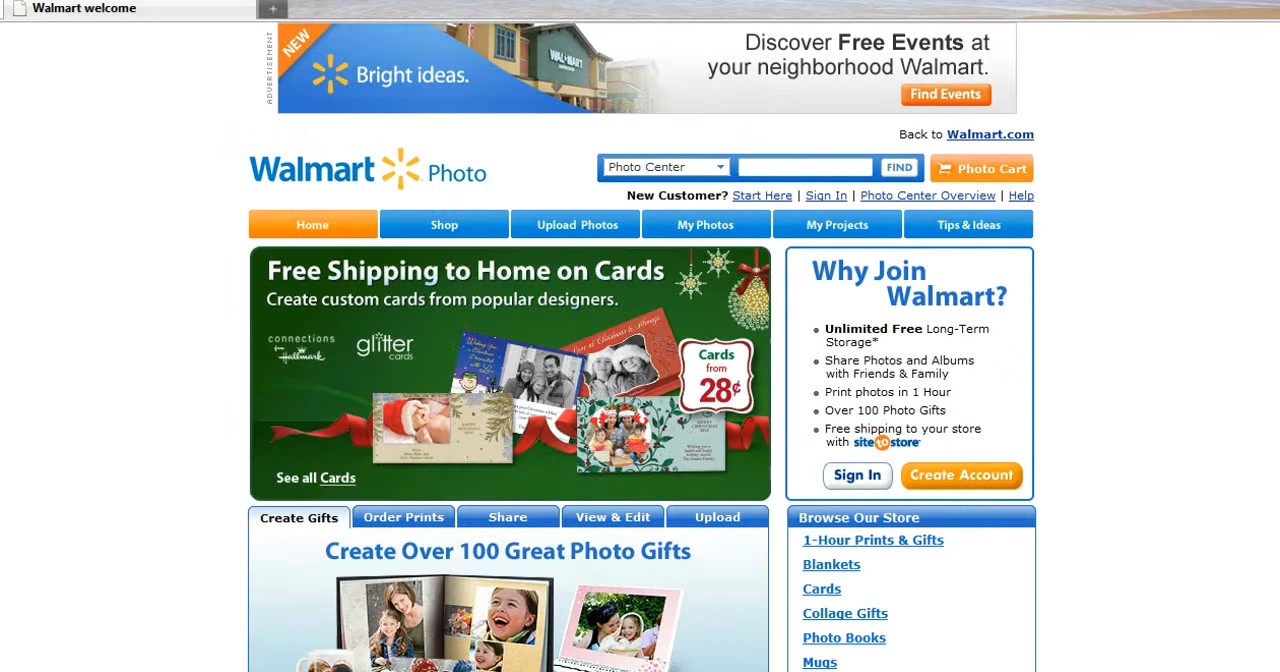 Walmart welcome
+
ADVERTISEMENT
NEW
Bright ideas.
WAL★MART
Discover Free Events at
your neighborhood Walmart.
Find Events
Back to Walmart.com
Walmart Photo
Photo Center
FIND
Photo Cart
New Customer? Start Here | Sign In | Photo Center Overview | Help
Home
Shop
Upload Photos
My Photos
My Projects
Tips & Ideas
Free Shipping to Home on Cards
Create custom cards from popular designers.
connections
from Hallmark
glitter
cards
Cards
from
28¢
See all Cards
Why Join
Walmart?
Unlimited Free Long-Term
Storage*
Share Photos and Albums
with Friends & Family
Print photos in 1 Hour
Over 100 Photo Gifts
Free shipping to your store
with site to store
Sign In
Create Account
Create Gifts
Order Prints
Share
View & Edit
Upload
Create Over 100 Great Photo Gifts
Browse Our Store
1-Hour Prints & Gifts
Blankets
Cards
Collage Gifts
Photo Books
Mugs